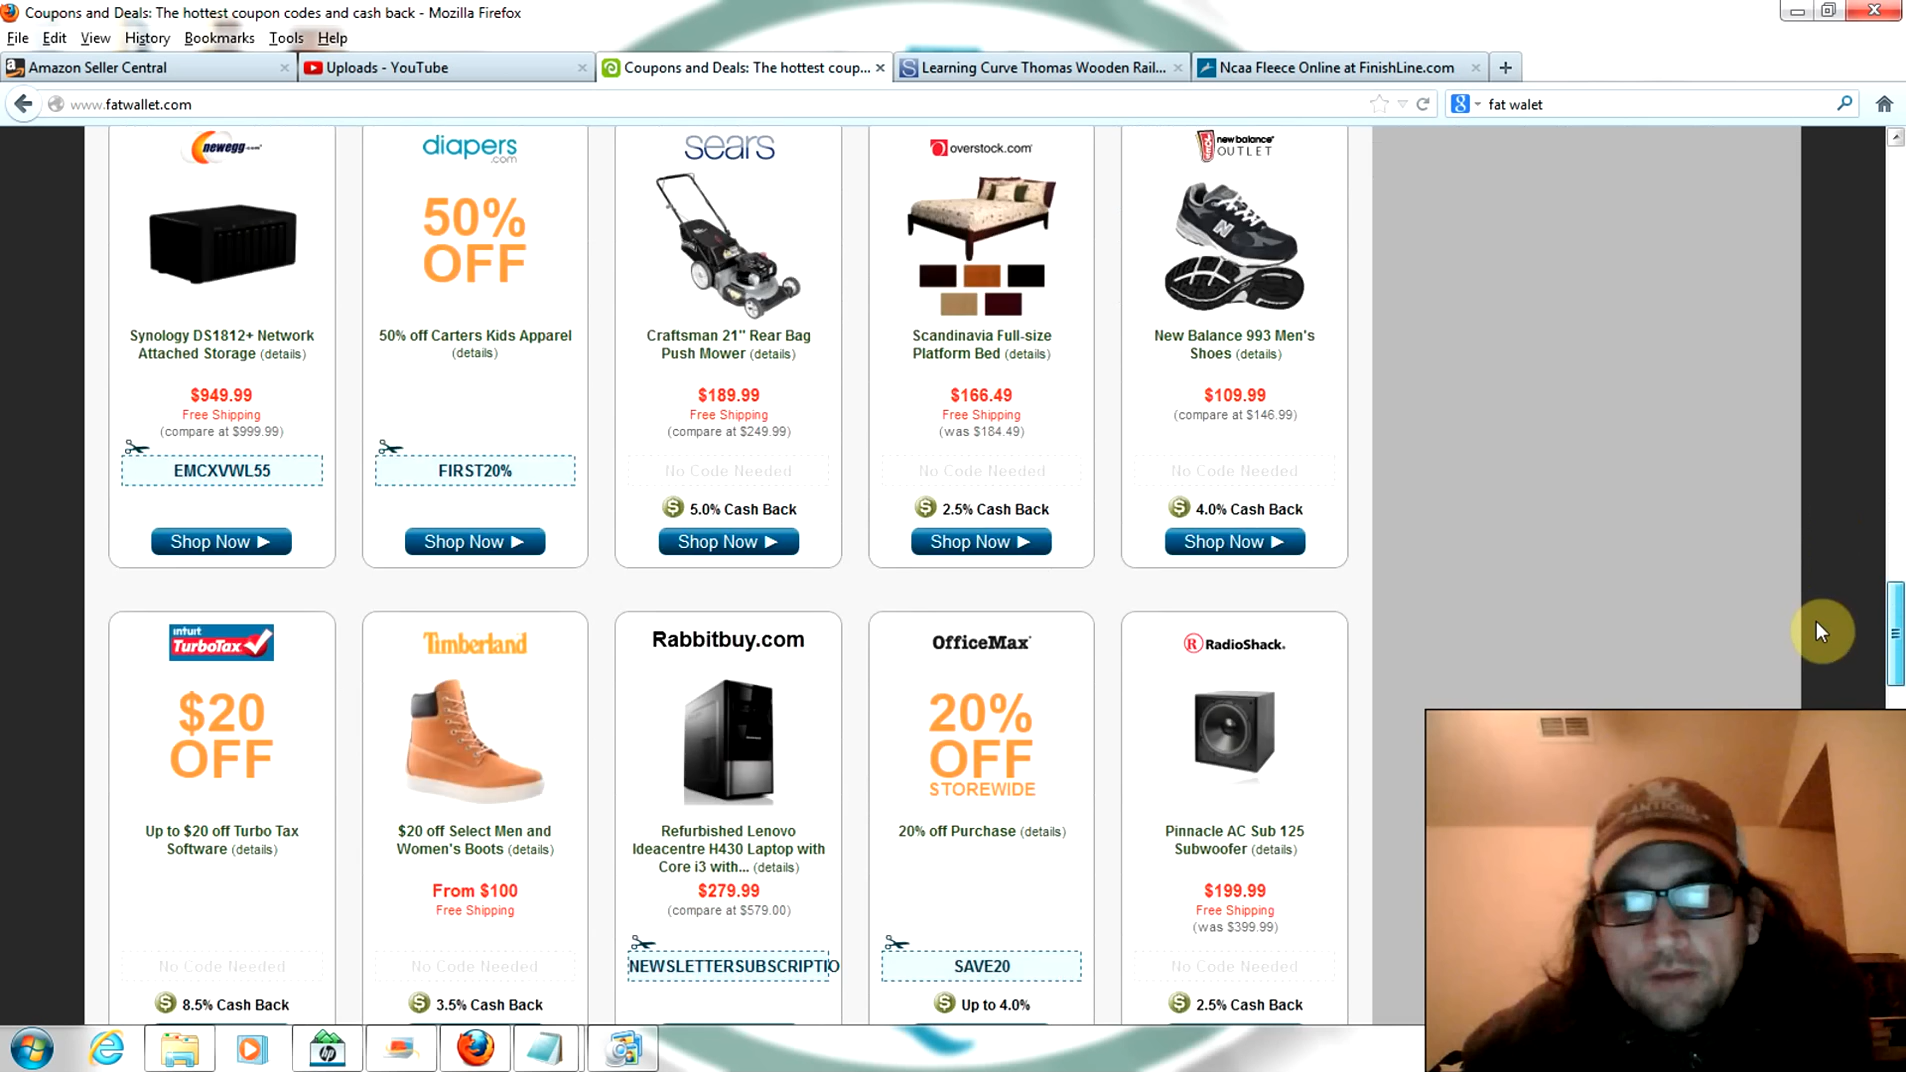 Coupons and Deals: The hottest coupon codes and cash back - Mozilla Firefox
File Edit View History Bookmarks Tools Help
Amazon Seller Central
Uploads - YouTube
Coupons and Deals: The hottest coup...
Learning Curve Thomas Wooden Rail...
Ncaa Fleece Online at FinishLine.com
www.fatwallet.com
fat walet
newegg.com
diapers.com
sears
overstock.com
new balance OUTLET
50% OFF
Synology DS1812+ Network Attached Storage (details)
$949.99
Free Shipping
(compare at $999.99)
EMCXVWL55
Shop Now
50% off Carters Kids Apparel (details)
FIRST20%
Shop Now
Craftsman 21" Rear Bag Push Mower (details)
$189.99
Free Shipping
(compare at $249.99)
No Code Needed
5.0% Cash Back
Shop Now
Scandinavia Full-size Platform Bed (details)
$166.49
Free Shipping
(was $184.49)
No Code Needed
2.5% Cash Back
Shop Now
New Balance 993 Men's Shoes (details)
$109.99
(compare at $146.99)
No Code Needed
4.0% Cash Back
Shop Now
intuit TurboTax
$20 OFF
Up to $20 off Turbo Tax Software (details)
No Code Needed
8.5% Cash Back
Timberland
$20 off Select Men and Women's Boots (details)
From $100
Free Shipping
No Code Needed
3.5% Cash Back
Rabbitbuy.com
Refurbished Lenovo Ideacentre H430 Laptop with Core i3 with... (details)
$279.99
(compare at $579.00)
NEWSLETTERSUBSCRIPTIO
OfficeMax
20% OFF STOREWIDE
20% off Purchase (details)
SAVE20
Up to 4.0%
RadioShack.
Pinnacle AC Sub 125 Subwoofer (details)
$199.99
Free Shipping
(was $399.99)
No Code Needed
2.5% Cash Back